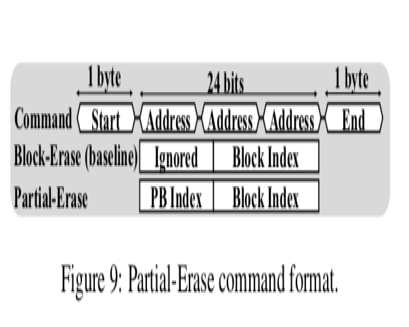 1 byte 24 bits 1 byte
Command Start Address Address Address End
Block-Erase (baseline) Ignored Block Index
Partial-Erase PB Index Block Index
Figure 9: Partial-Erase command format.